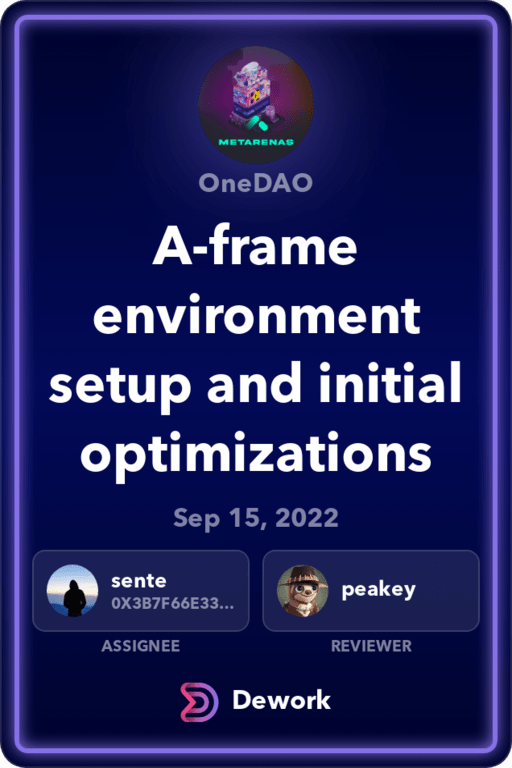 METARENAS
OneDAO
A-frame
environment
setup and initial
optimizations
Sep 15, 2022
sente
0X3B7F66E33...
peakey
ASSIGNEE
REVIEWER
Dework